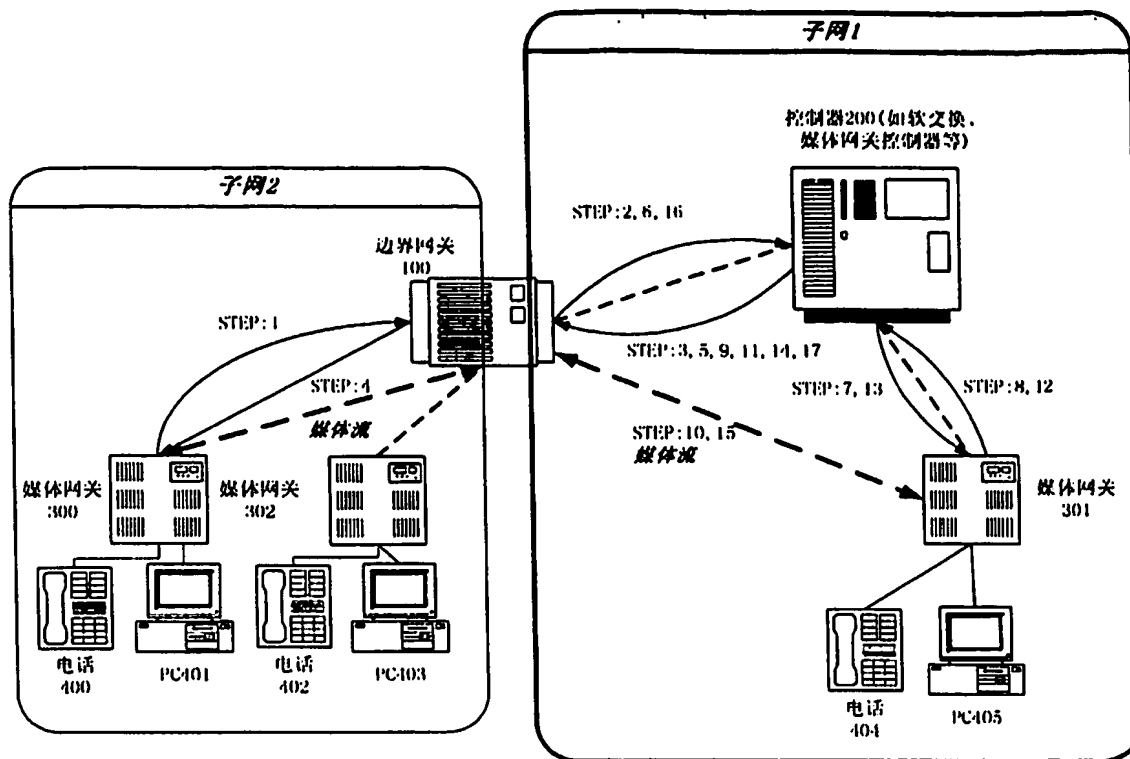 子网1
控制器200(如软交换、
媒体网关控制器等)
子网2
STEP:2, 6, 16
边界网关
100
STEP:1
STEP:3, 5, 9, 11, 14, 17
STEP:4
STEP:7, 13
STEP:8, 12
媒体流
STEP:10, 15
媒体流
媒体网关
300
媒体网关
302
媒体网关
301
电话
400
PC401
电话
402
PC403
电话
404
PC405